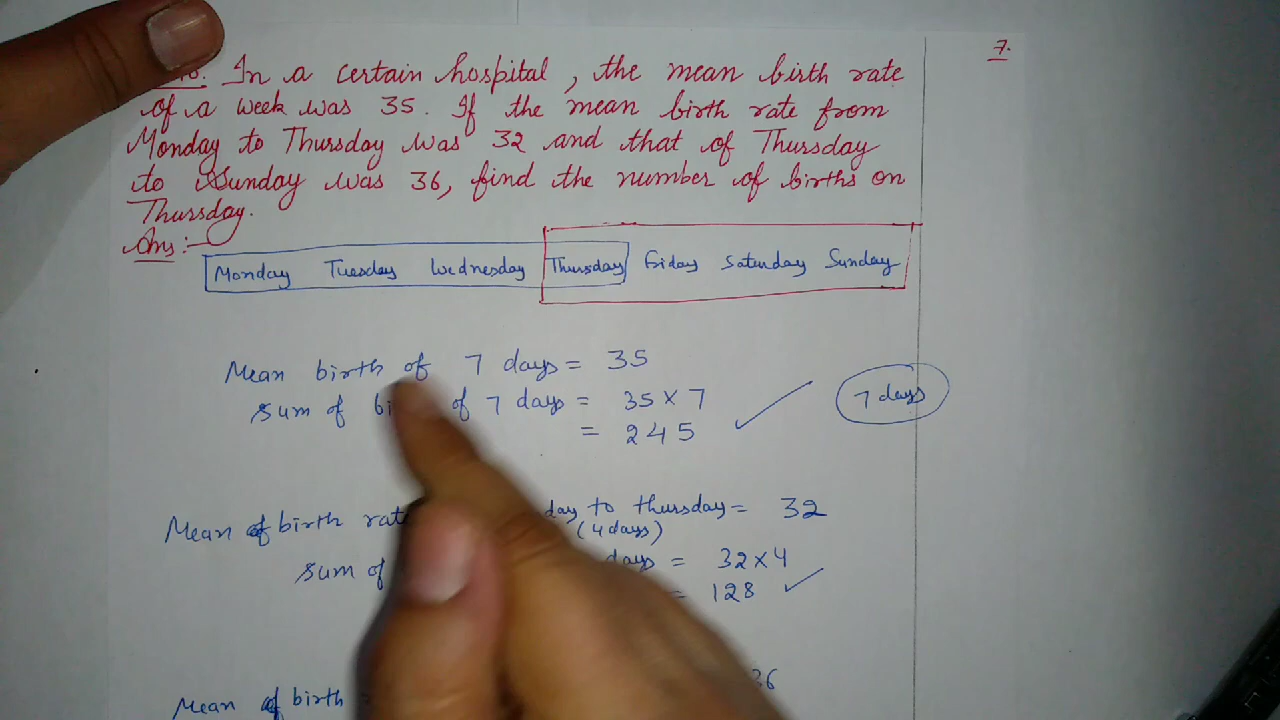 7.
In a certain hospital, the mean birth rate
of a week was 35. If the mean birth rate from
Monday to Thursday was 32 and that of Thursday
to Sunday was 36, find the number of births on
Thursday.
Ans:-
Monday Tuesday Wednesday Thursday Friday Saturday Sunday
Mean birth of 7 days = 35
Sum of of 7 days = 35 × 7
= 245
7 days
Mean of birth to thursday = 32
(4 days)
Sum of days = 32×4
= 128
36
Mean of birth